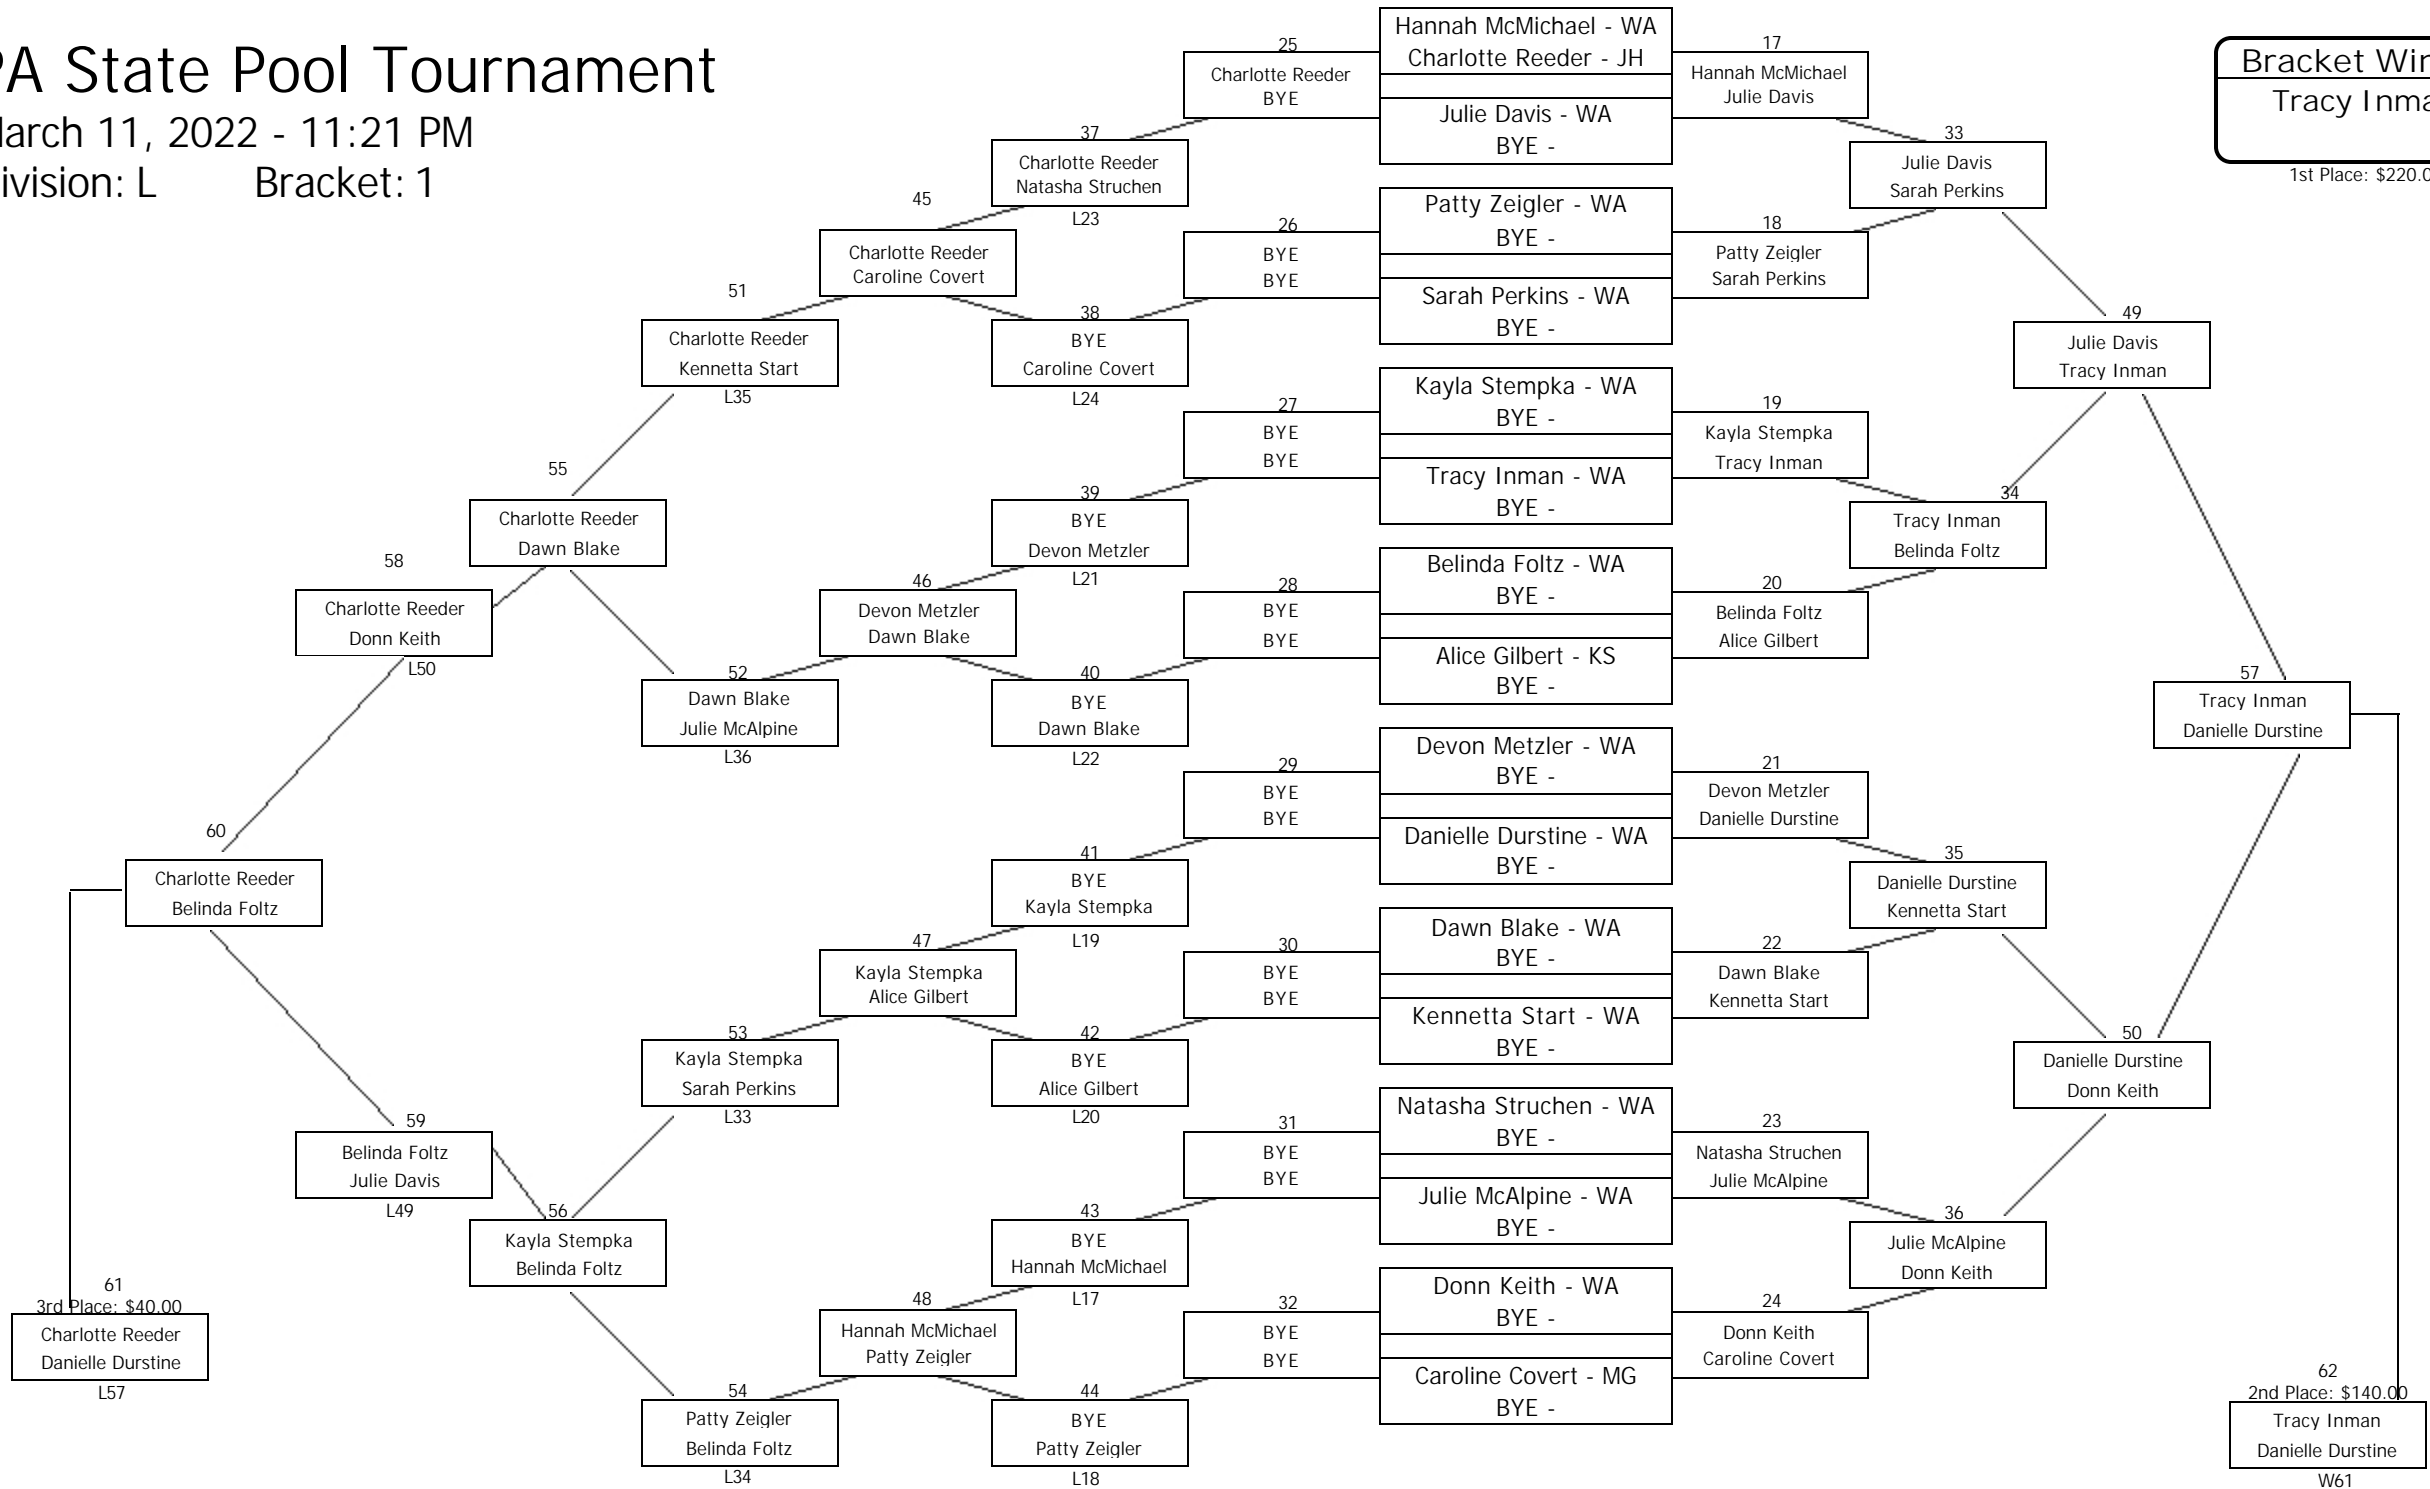 PA State Pool Tournament
March 11, 2022 - 11:21 PM
Division: L Bracket: 1
60
Charlotte Reeder
Belinda Foltz
61
3rd Place: $40.00
Charlotte Reeder
Danielle Durstine
L57
58
Charlotte Reeder
Donn Keith
L50
59
Belinda Foltz
Julie Davis
L49
55
Charlotte Reeder
Dawn Blake
56
Kayla Stempka
Belinda Foltz
51
Charlotte Reeder
Kennetta Start
L35
52
Dawn Blake
Julie McAlpine
L36
53
Kayla Stempka
Sarah Perkins
L33
54
Patty Zeigler
Belinda Foltz
L34
45
Charlotte Reeder
Caroline Covert
46
Devon Metzler
Dawn Blake
47
Kayla Stempka
Alice Gilbert
48
Hannah McMichael
Patty Zeigler
37
Charlotte Reeder
Natasha Struchen
L23
38
BYE
Caroline Covert
L24
39
BYE
Devon Metzler
L21
40
BYE
Dawn Blake
L22
41
BYE
Kayla Stempka
L19
42
BYE
Alice Gilbert
L20
43
BYE
Hannah McMichael
L17
44
BYE
Patty Zeigler
L18
25
Charlotte Reeder
BYE
26
BYE
BYE
27
BYE
BYE
28
BYE
BYE
29
BYE
BYE
30
BYE
BYE
31
BYE
BYE
32
BYE
BYE
Hannah McMichael - WA
Charlotte Reeder - JH
Julie Davis - WA
BYE -
Patty Zeigler - WA
BYE -
Sarah Perkins - WA
BYE -
Kayla Stempka - WA
BYE -
Tracy Inman - WA
BYE -
Belinda Foltz - WA
BYE -
Alice Gilbert - KS
BYE -
Devon Metzler - WA
BYE -
Danielle Durstine - WA
BYE -
Dawn Blake - WA
BYE -
Kennetta Start - WA
BYE -
Natasha Struchen - WA
BYE -
Julie McAlpine - WA
BYE -
Donn Keith - WA
BYE -
Caroline Covert - MG
BYE -
17
Hannah McMichael
Julie Davis
18
Patty Zeigler
Sarah Perkins
19
Kayla Stempka
Tracy Inman
20
Belinda Foltz
Alice Gilbert
21
Devon Metzler
Danielle Durstine
22
Dawn Blake
Kennetta Start
23
Natasha Struchen
Julie McAlpine
24
Donn Keith
Caroline Covert
33
Julie Davis
Sarah Perkins
34
Tracy Inman
Belinda Foltz
35
Danielle Durstine
Kennetta Start
36
Julie McAlpine
Donn Keith
49
Julie Davis
Tracy Inman
50
Danielle Durstine
Donn Keith
57
Tracy Inman
Danielle Durstine
Bracket
Tracy
1st Place:
62
2nd Place: $140.00
Tracy Inman
Danielle Durstine
W61